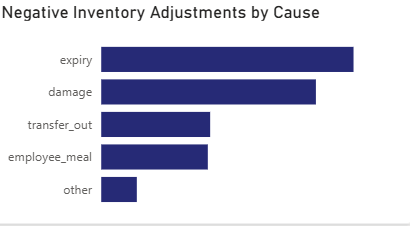 Negative Inventory Adjustments by Cause
expiry
damage
transfer_out
employee_meal
other